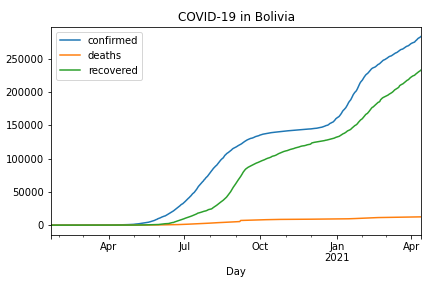 COVID-19 in Bolivia
confirmed
deaths
recovered
250000
200000
150000
100000
50000
0
Apr Jul Oct Jan Apr
2021
Day